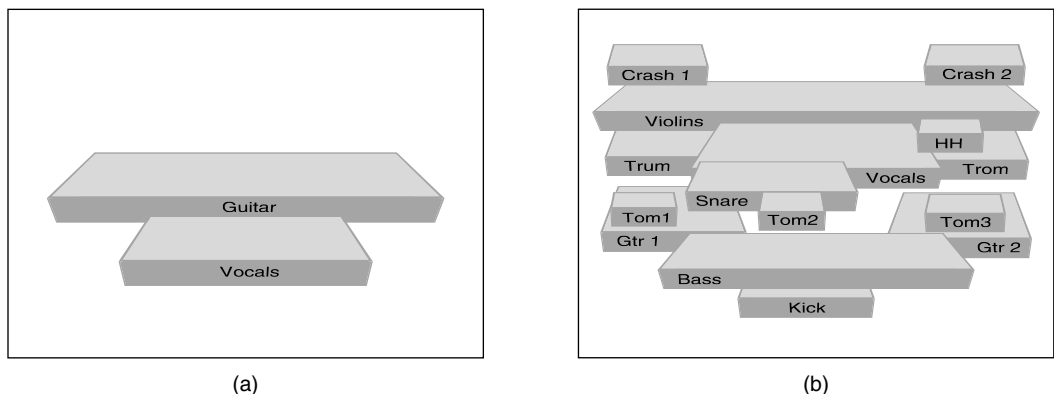 Guitar
Vocals
(a)
Crash 1
Crash 2
Violins
HH
Trum
Vocals
Trom
Snare
Tom1
Tom2
Tom3
Gtr 1
Gtr 2
Bass
Kick
(b)